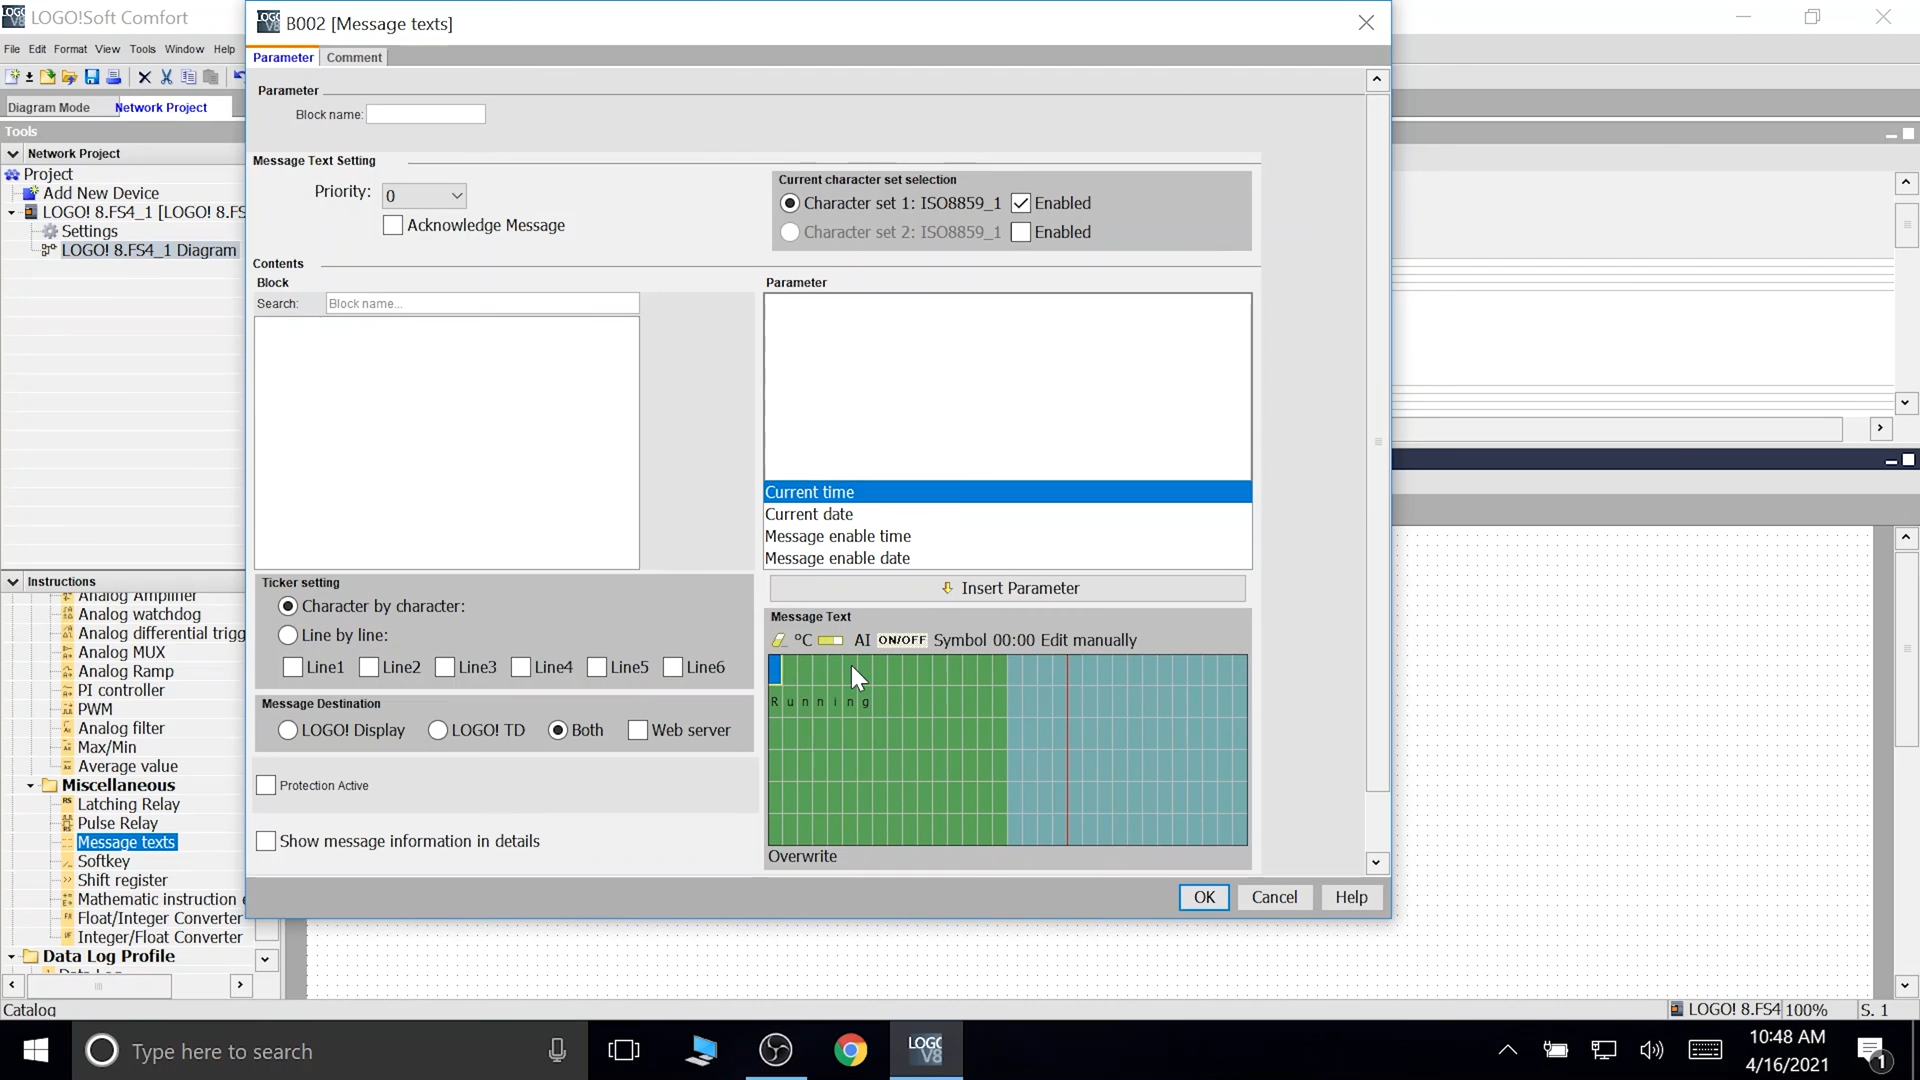 LOGO!Soft Comfort
File Edit Format View Tools Window Help
Diagram Mode Network Project
Tools
Network Project
Project
Add New Device
LOGO! 8.FS4_1 [LOGO! 8.FS
Settings
LOGO! 8.FS4_1 Diagram
Instructions
Analog Amplifier
Analog watchdog
Analog differential trigg
Analog MUX
Analog Ramp
PI controller
PWM
Analog filter
Max/Min
Average value
Miscellaneous
Latching Relay
Pulse Relay
Message texts
Softkey
Shift register
Mathematic instruction e
Float/Integer Converter
Integer/Float Converter
Data Log Profile
Catalog
B002 [Message texts]
Parameter Comment
Parameter
Block name:
Message Text Setting
Priority: 0
Acknowledge Message
Current character set selection
Character set 1: ISO8859_1 Enabled
Character set 2: ISO8859_1 Enabled
Contents
Block
Search: Block name...
Parameter
Current time
Current date
Message enable time
Message enable date
Insert Parameter
Ticker setting
Character by character:
Line by line:
Line1 Line2 Line3 Line4 Line5 Line6
Message Destination
LOGO! Display LOGO! TD Both Web server
Protection Active
Show message information in details
Message Text
°C AI ON/OFF Symbol 00:00 Edit manually
Running
Overwrite
OK Cancel Help
LOGO! 8.FS4 100% S. 1
Type here to search
10:48 AM
4/16/2021
1